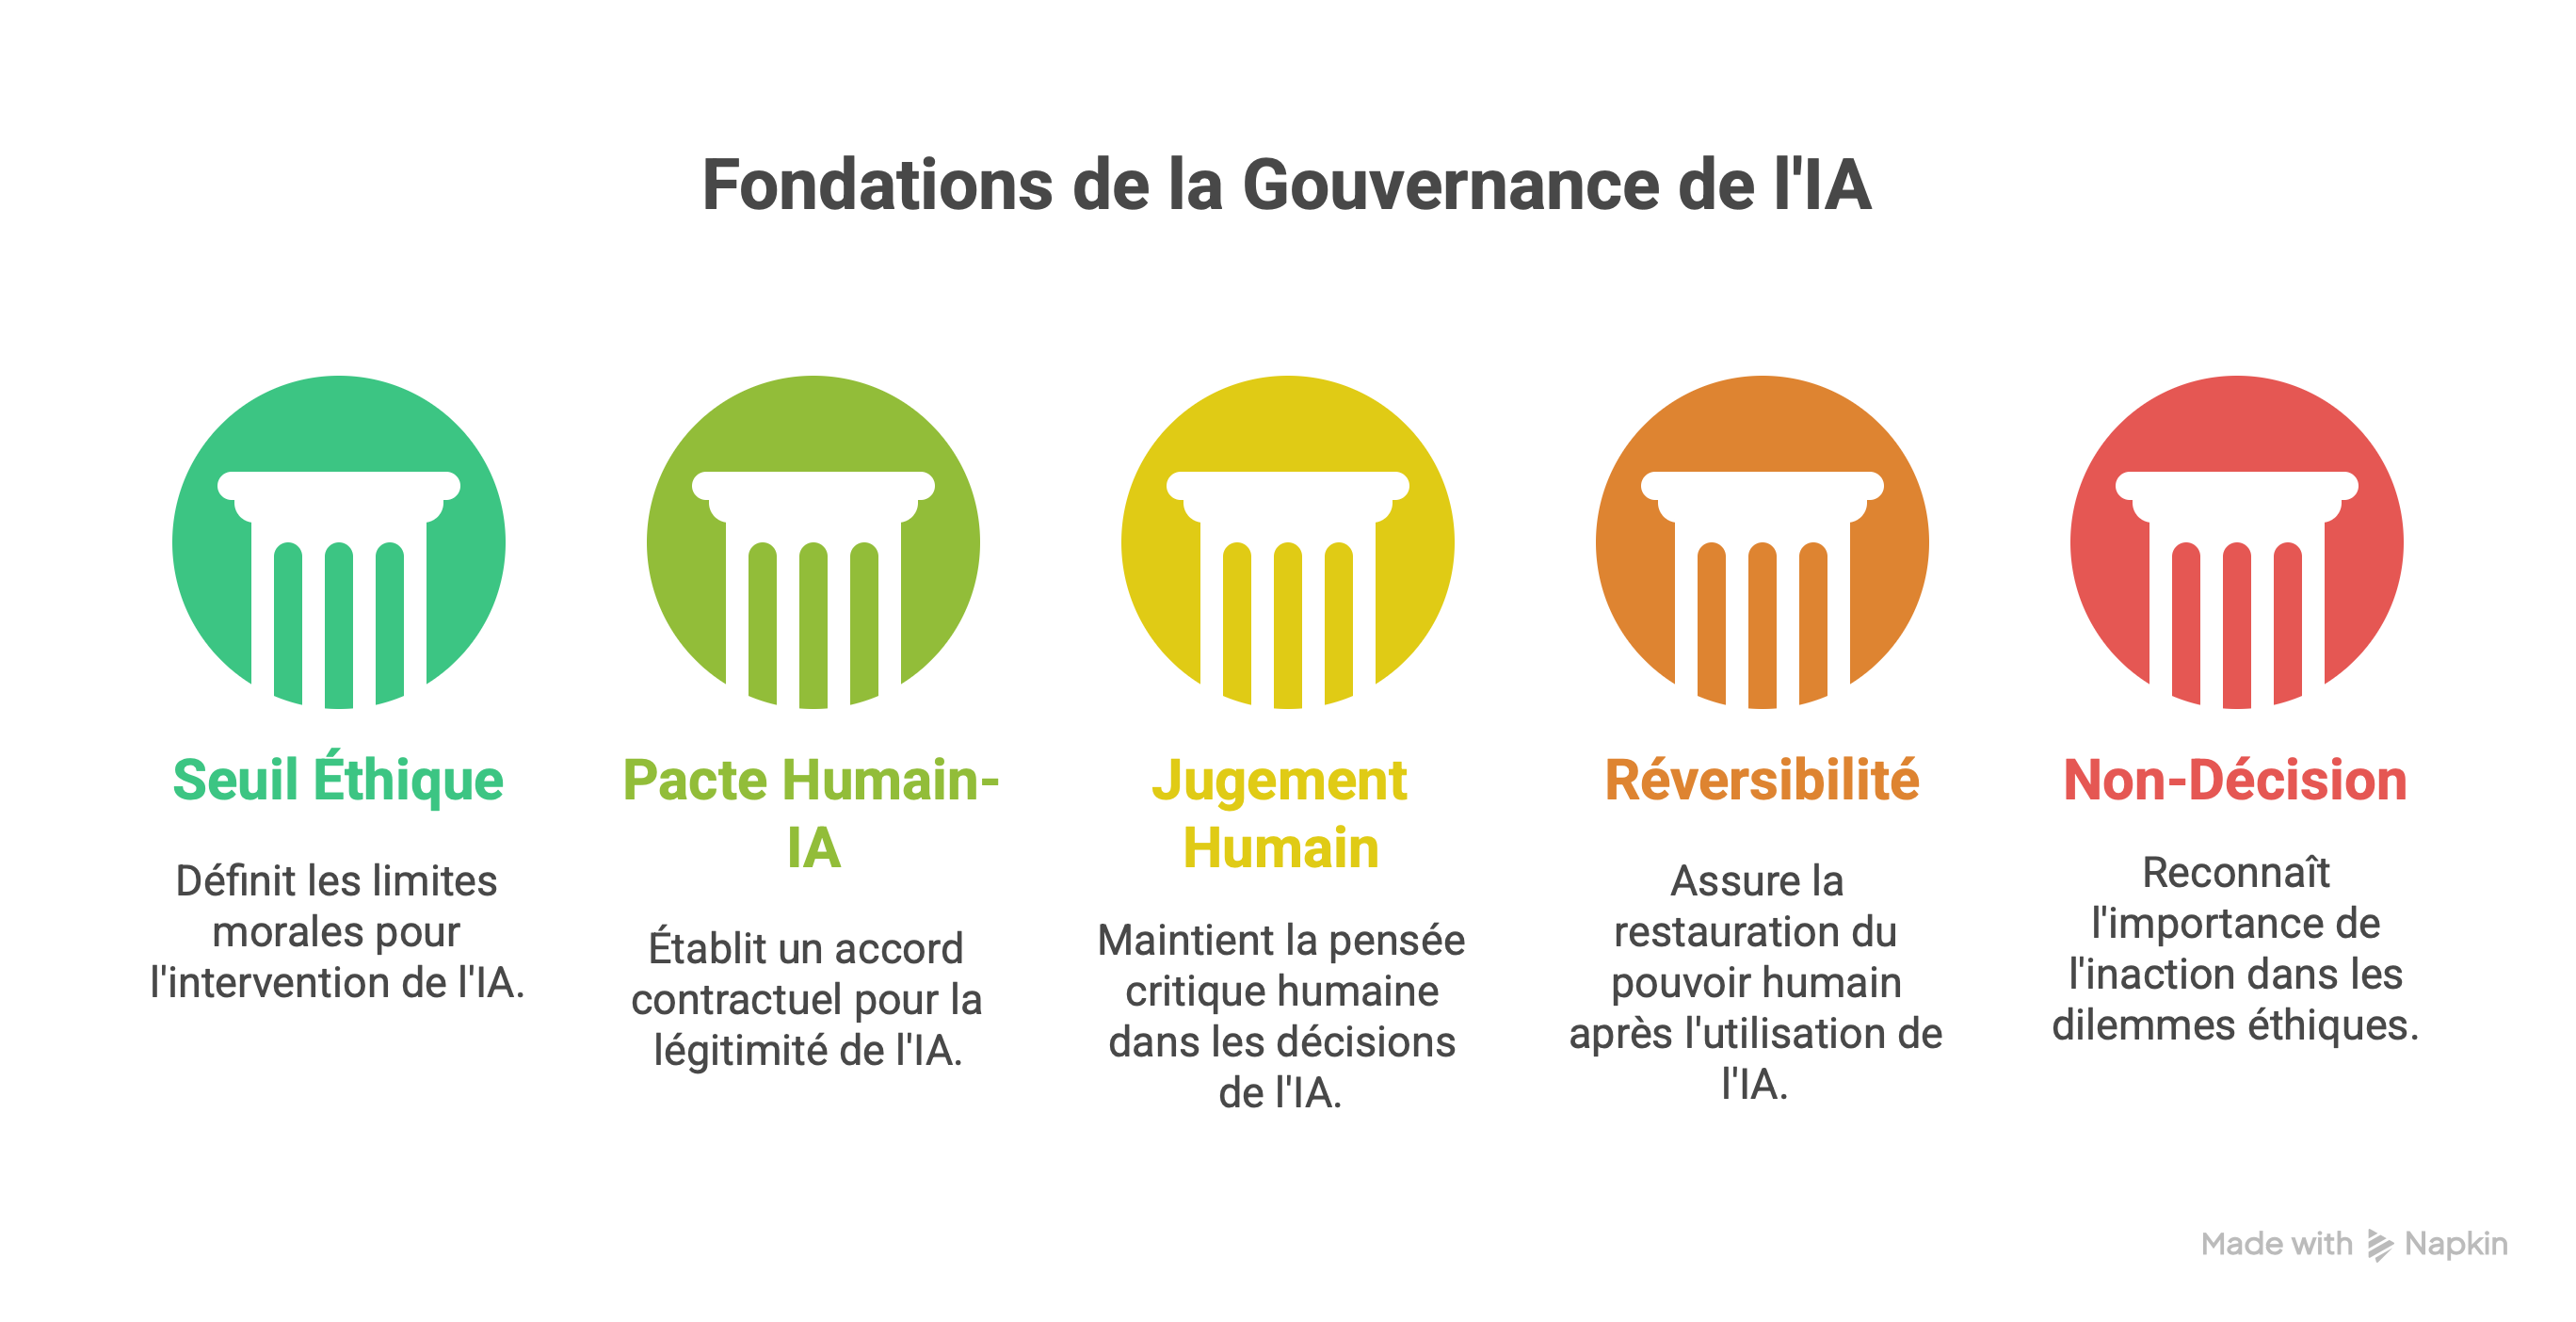 Fondations de la Gouvernance de l'IA
Seuil Éthique
Définit les limites
morales pour
l'intervention de l'IA.
Pacte Humain-
IA
Établit un accord
contractuel pour la
légitimité de l'IA.
Jugement
Humain
Maintient la pensée
critique humaine
dans les décisions
de l'IA.
Réversibilité
Assure la
restauration du
pouvoir humain
après l'utilisation de
l'IA.
Non-Décision
Reconnaît
l'importance de
l'inaction dans les
dilemmes éthiques.
Made with Napkin